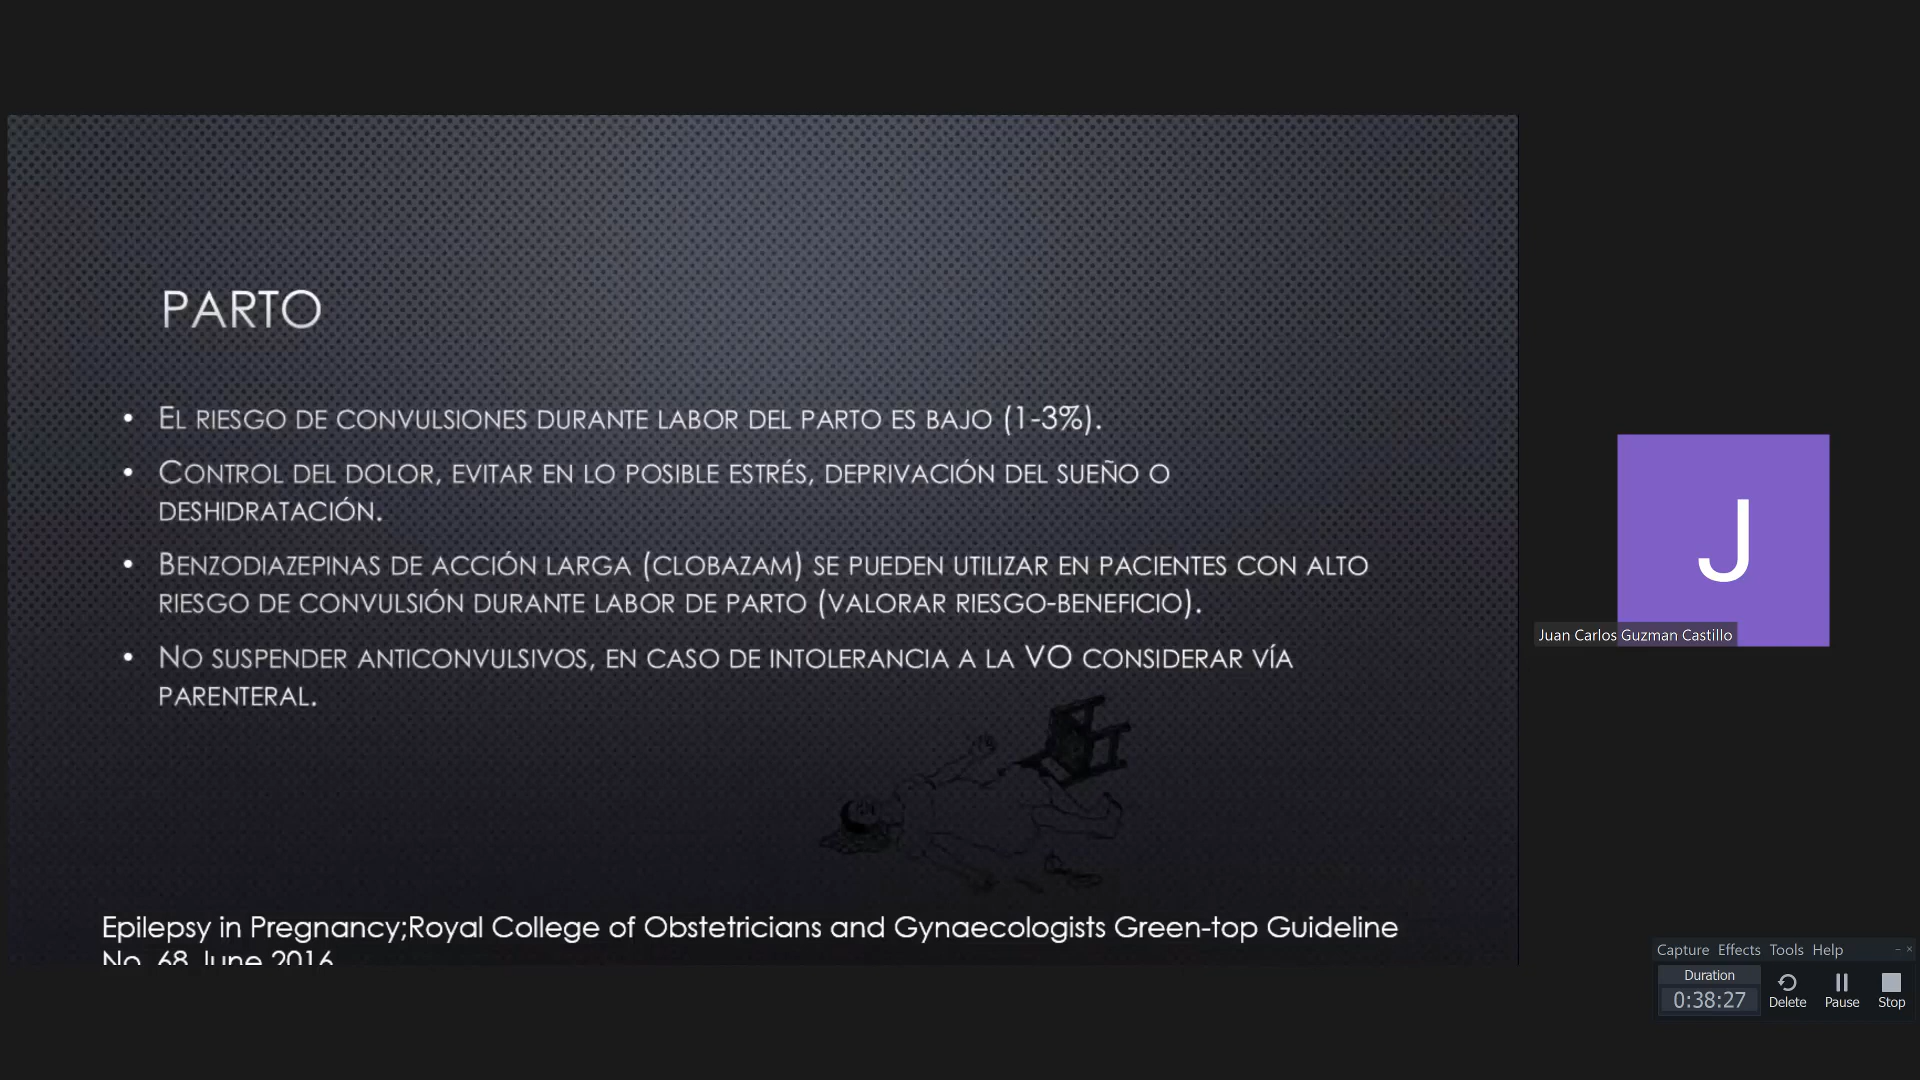 PARTO
• EL RIESGO DE CONVULSIONES DURANTE LABOR DEL PARTO ES BAJO (1-3%).
• CONTROL DEL DOLOR, EVITAR EN LO POSIBLE ESTRÉS, DEPRIVACIÓN DEL SUEÑO O
DESHIDRATACIÓN.
• BENZODIAZEPINAS DE ACCIÓN LARGA (CLOBAZAM) SE PUEDEN UTILIZAR EN PACIENTES CON ALTO
RIESGO DE CONVULSIÓN DURANTE LABOR DE PARTO (VALORAR RIESGO-BENEFICIO).
• NO SUSPENDER ANTICONVULSIVOS, EN CASO DE INTOLERANCIA A LA VO CONSIDERAR VÍA
PARENTERAL.
Epilepsy in Pregnancy;Royal College of Obstetricians and Gynaecologists Green-top Guideline
No. 68 June 2016
J
Juan Carlos Guzman Castillo
Capture Effects Tools Help
Duration
0:38:27
Delete Pause Stop